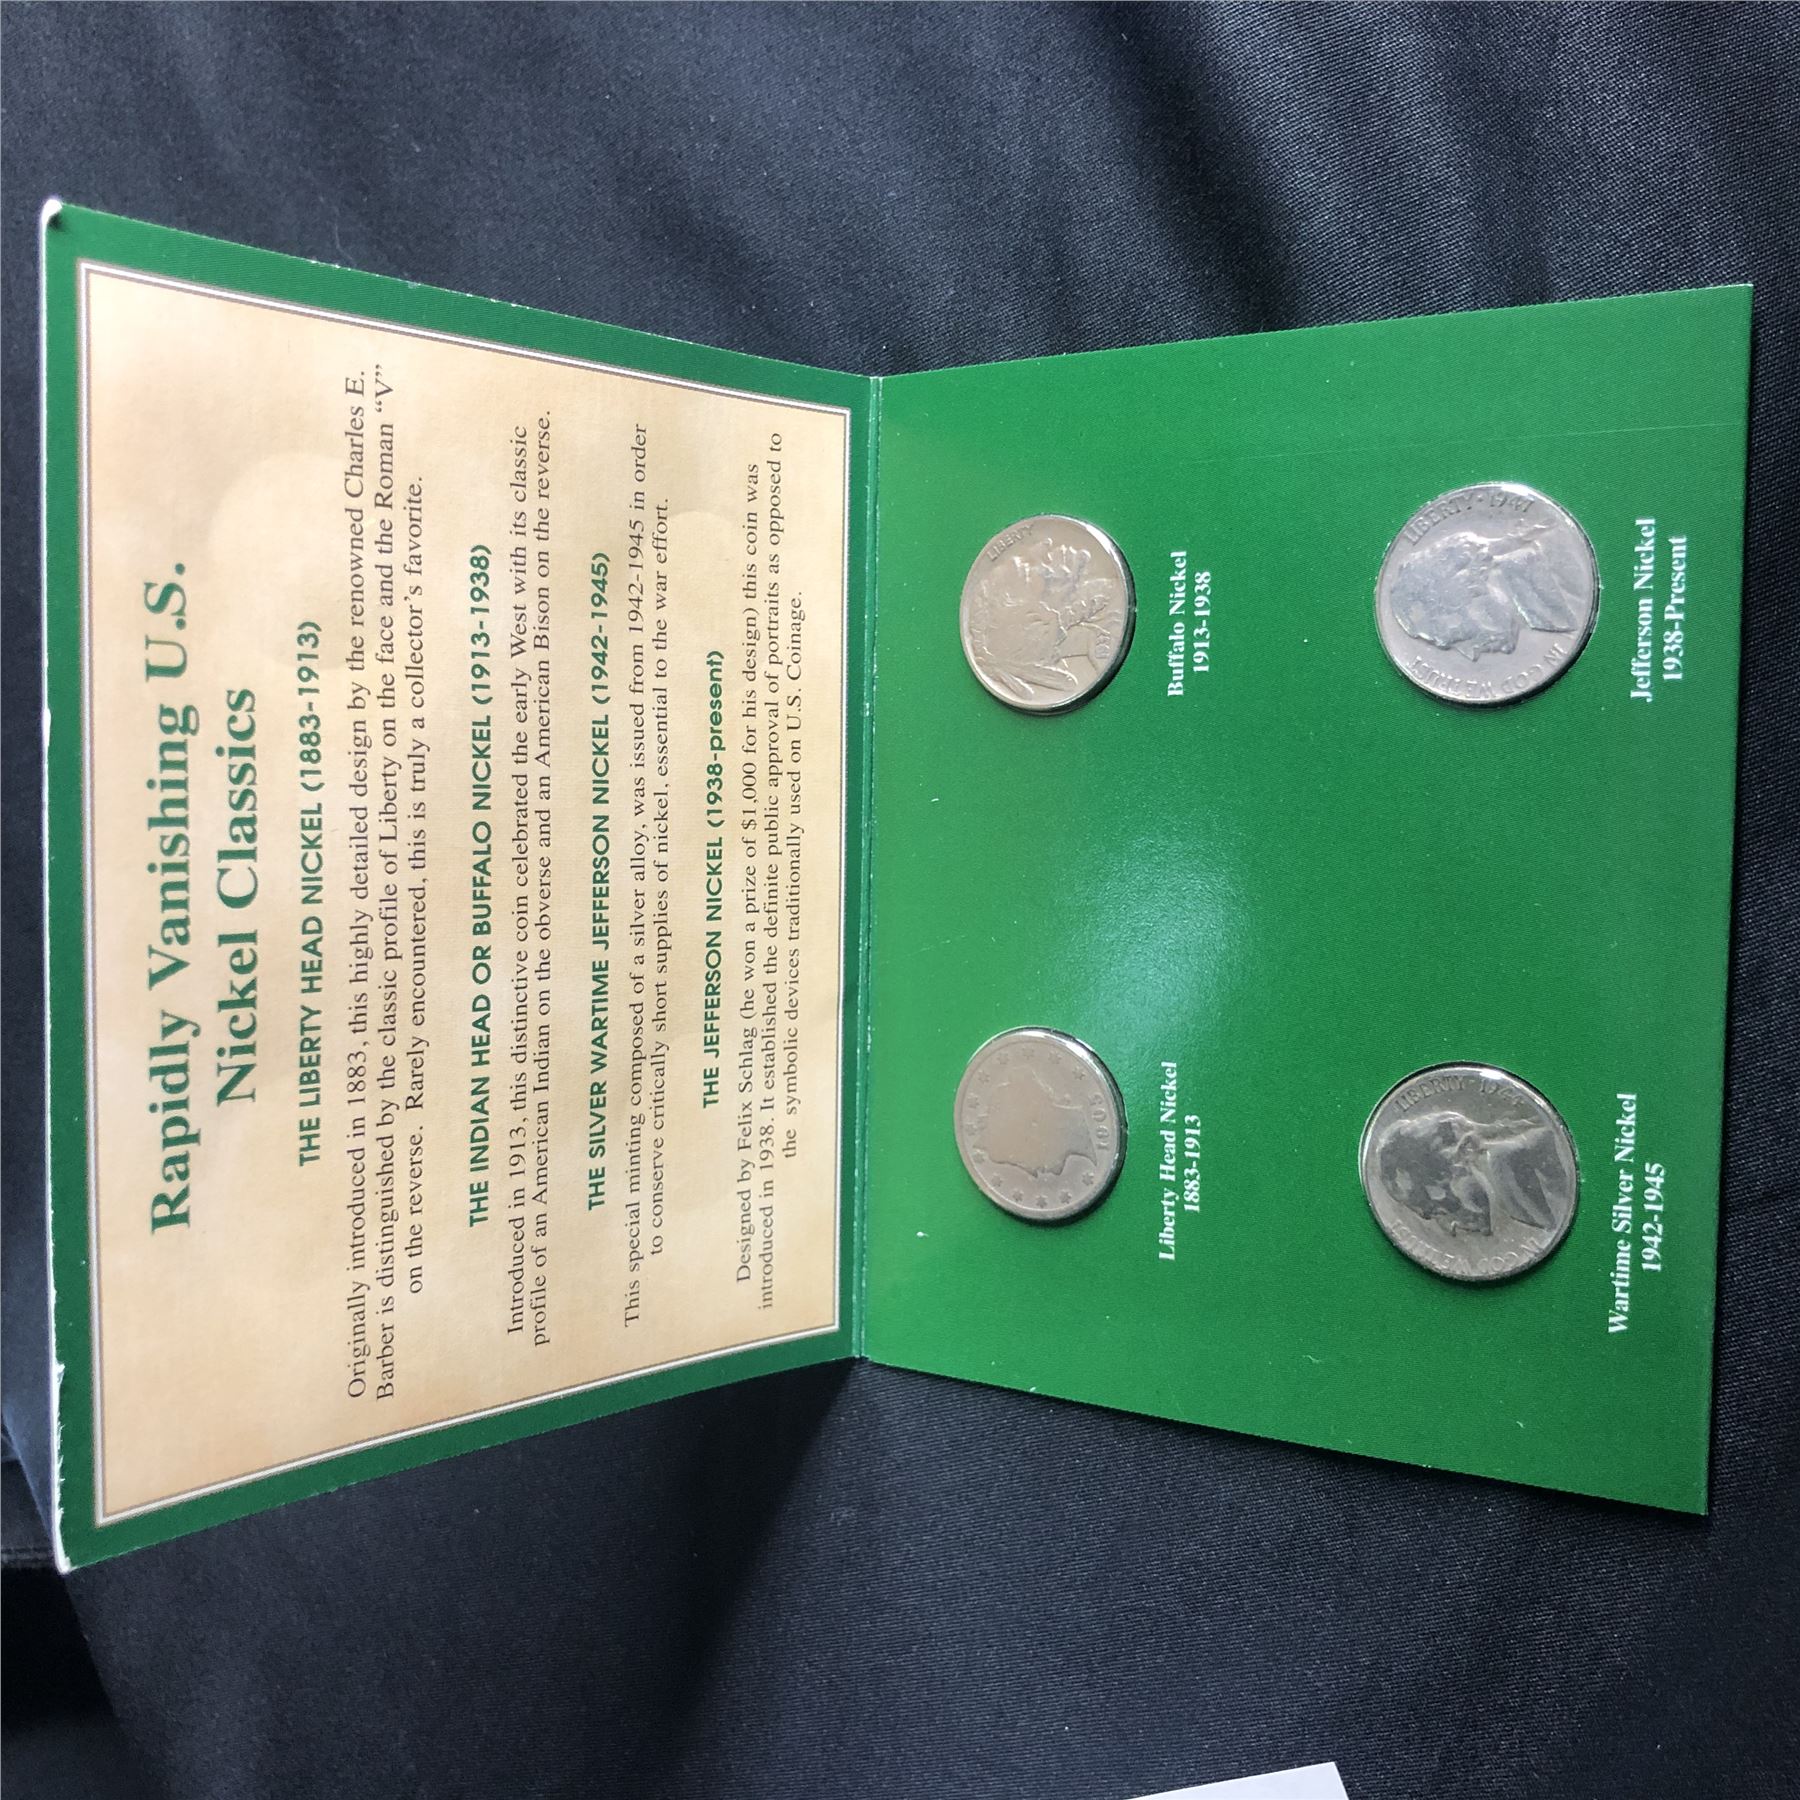 Rapidly Vanishing U.S.
Nickel Classics
THE LIBERTY HEAD NICKEL (1883-1913)
Originally introduced in 1883, this highly detailed design by the renowned Charles E.
Barber is distinguished by the classic profile of Liberty on the face and the Roman “V”
on the reverse. Rarely encountered, this is truly a collector’s favorite.
THE INDIAN HEAD OR BUFFALO NICKEL (1913-1938)
Introduced in 1913, this distinctive coin celebrated the early West with its classic
profile of an American Indian on the obverse and an American Bison on the reverse.
THE SILVER WARTIME JEFFERSON NICKEL (1942-1945)
This special minting composed of a silver alloy, was issued from 1942-1945 in order
to conserve critically short supplies of nickel, essential to the war effort.
THE JEFFERSON NICKEL (1938-present)
Designed by Felix Schlag (he won a prize of $1,000 for his design) this coin was
introduced in 1938. It established the definite public approval of portraits as opposed to
the symbolic devices traditionally used on U.S. Coinage.
1905
Liberty Head Nickel
1883-1913
LIBERTY
Buffalo Nickel
1913-1938
IN GOD WE TRUST
LIBERTY
Wartime Silver Nickel
1942-1945
IN GOD WE TRUST
LIBERTY 1947
Jefferson Nickel
1938-Present